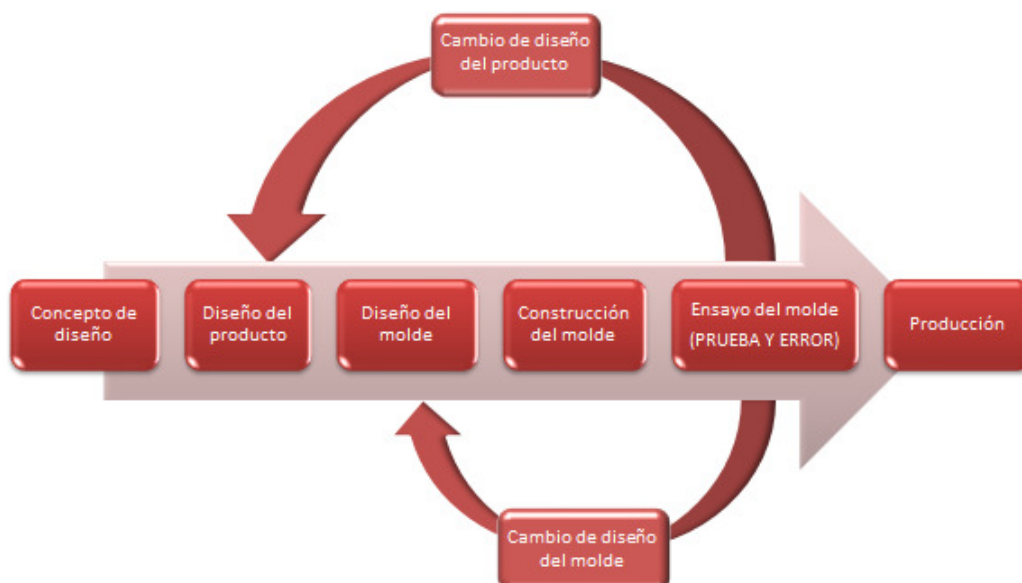 Cambio de diseño
del producto
Concepto de
diseño
Diseño del
producto
Diseño del
molde
Construcción
del molde
Ensayo del molde
(PRUEBA Y ERROR)
Producción
Cambio de diseño
del molde